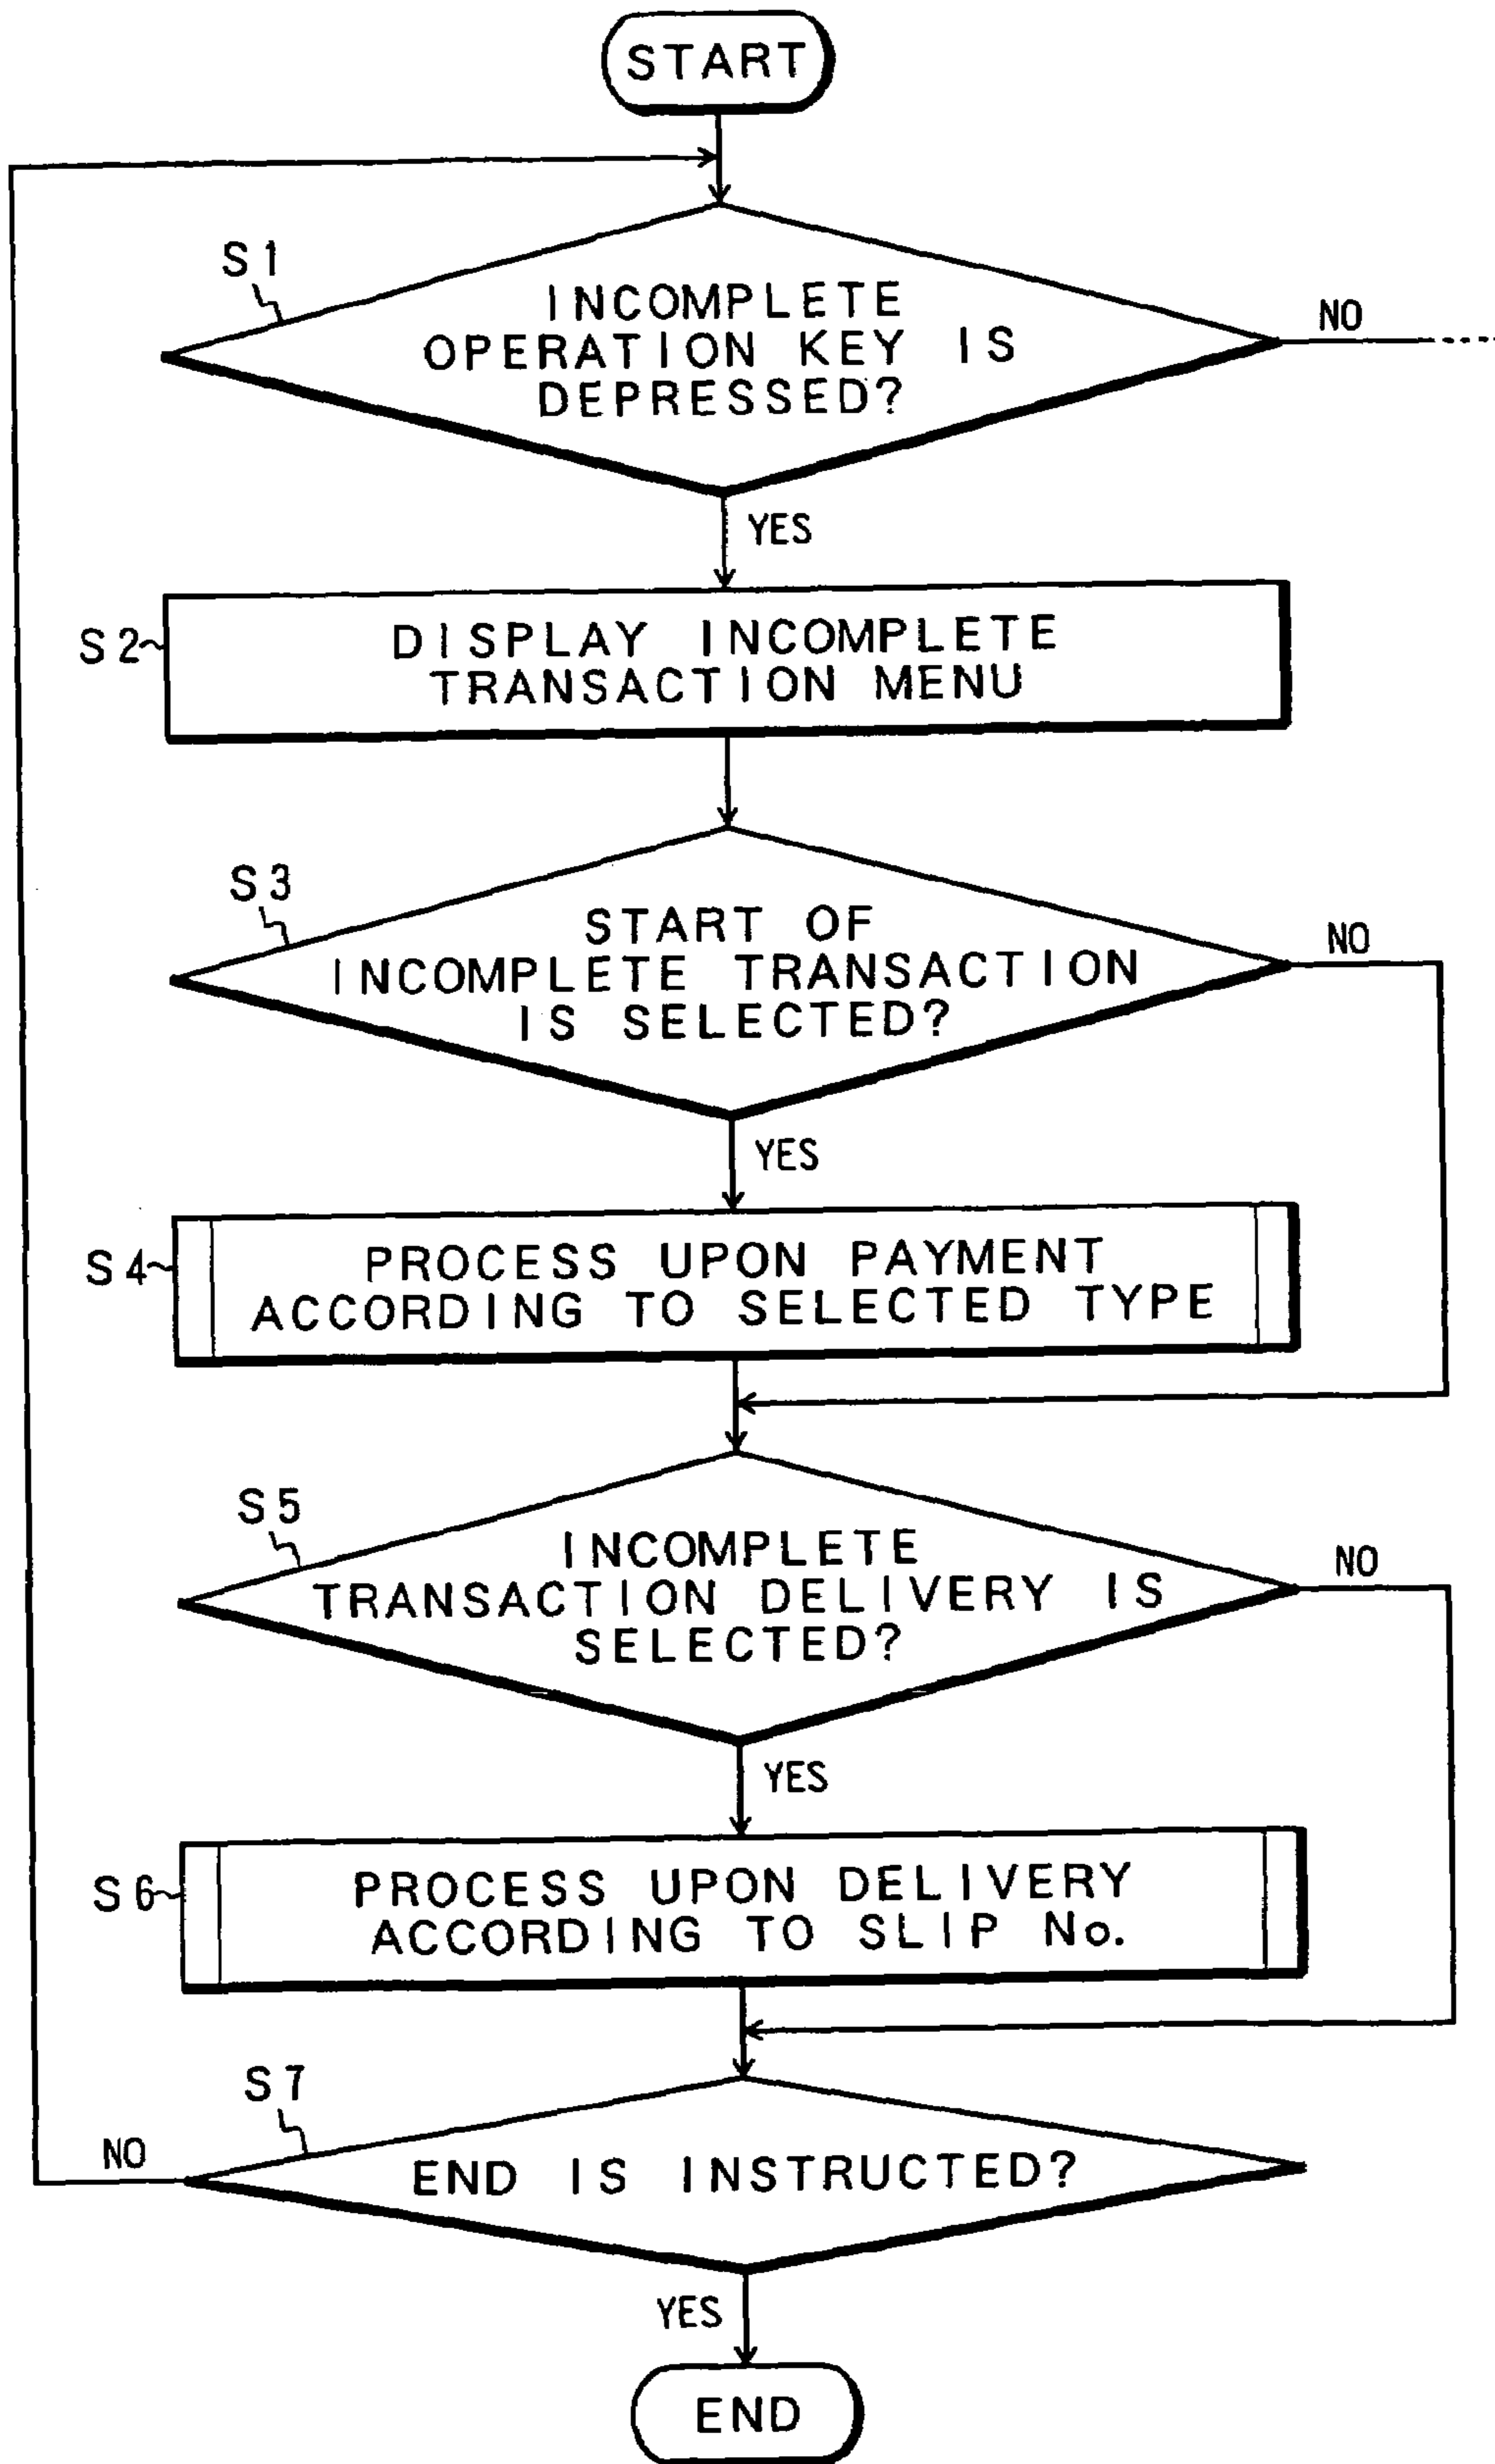 START
S1
INCOMPLETE
OPERATION KEY IS
DEPRESSED?
NO
YES
S2
DISPLAY INCOMPLETE
TRANSACTION MENU
S3
START OF
INCOMPLETE TRANSACTION
IS SELECTED?
NO
YES
S4
PROCESS UPON PAYMENT
ACCORDING TO SELECTED TYPE
S5
INCOMPLETE
TRANSACTION DELIVERY IS
SELECTED?
NO
YES
S6
PROCESS UPON DELIVERY
ACCORDING TO SLIP No.
S7
NO
END IS INSTRUCTED?
YES
END